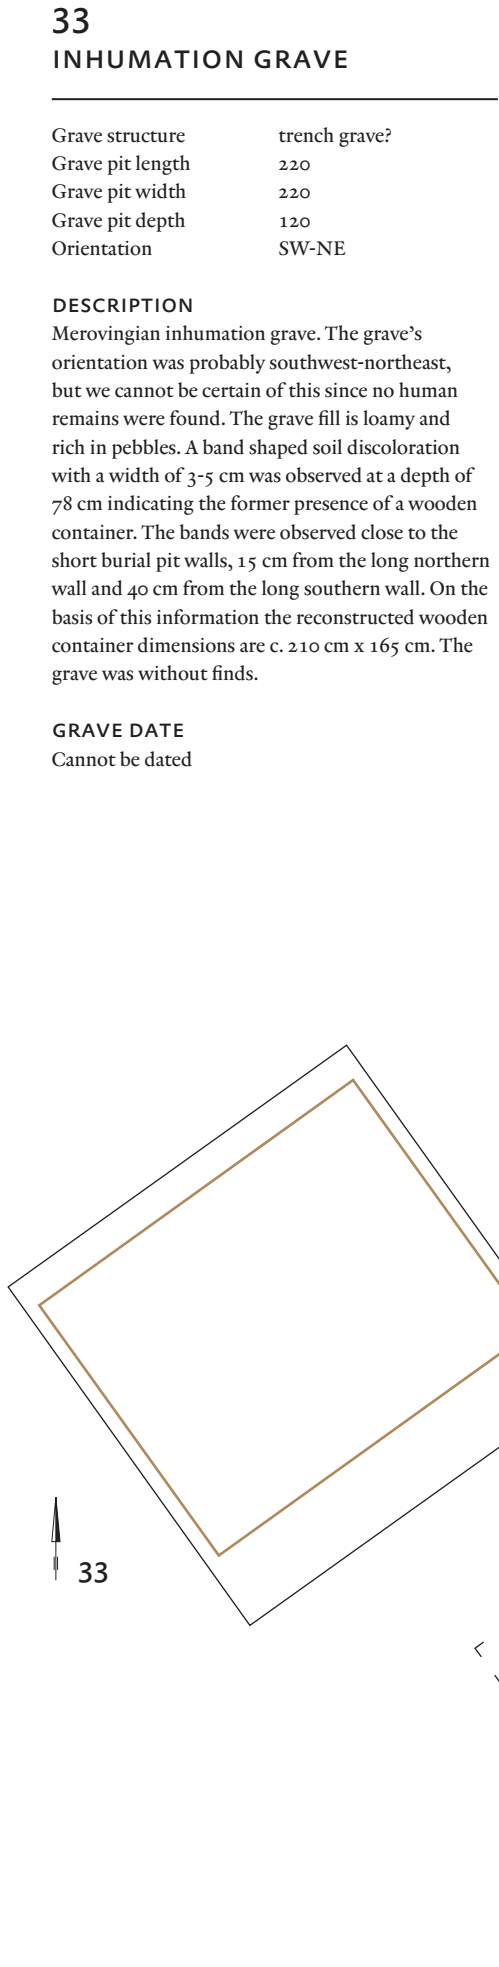 33
INHUMATION GRAVE
Grave structure trench grave?
Grave pit length 220
Grave pit width 220
Grave pit depth 120
Orientation SW-NE
DESCRIPTION
Merovingian inhumation grave. The grave’s
orientation was probably southwest-northeast,
but we cannot be certain of this since no human
remains were found. The grave fill is loamy and
rich in pebbles. A band shaped soil discoloration
with a width of 3-5 cm was observed at a depth of
78 cm indicating the former presence of a wooden
container. The bands were observed close to the
short burial pit walls, 15 cm from the long northern
wall and 40 cm from the long southern wall. On the
basis of this information the reconstructed wooden
container dimensions are c. 210 cm x 165 cm. The
grave was without finds.
GRAVE DATE
Cannot be dated
33